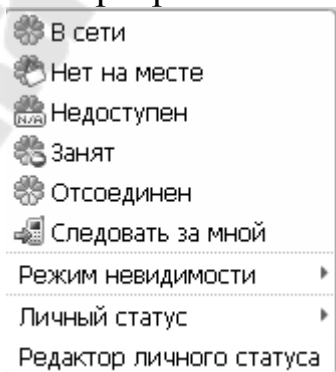 В сети
Нет на месте
N/A Недоступен
Занят
Отсоединен
Следовать за мной
Режим невидимости
Личный статус
Редактор личного статуса